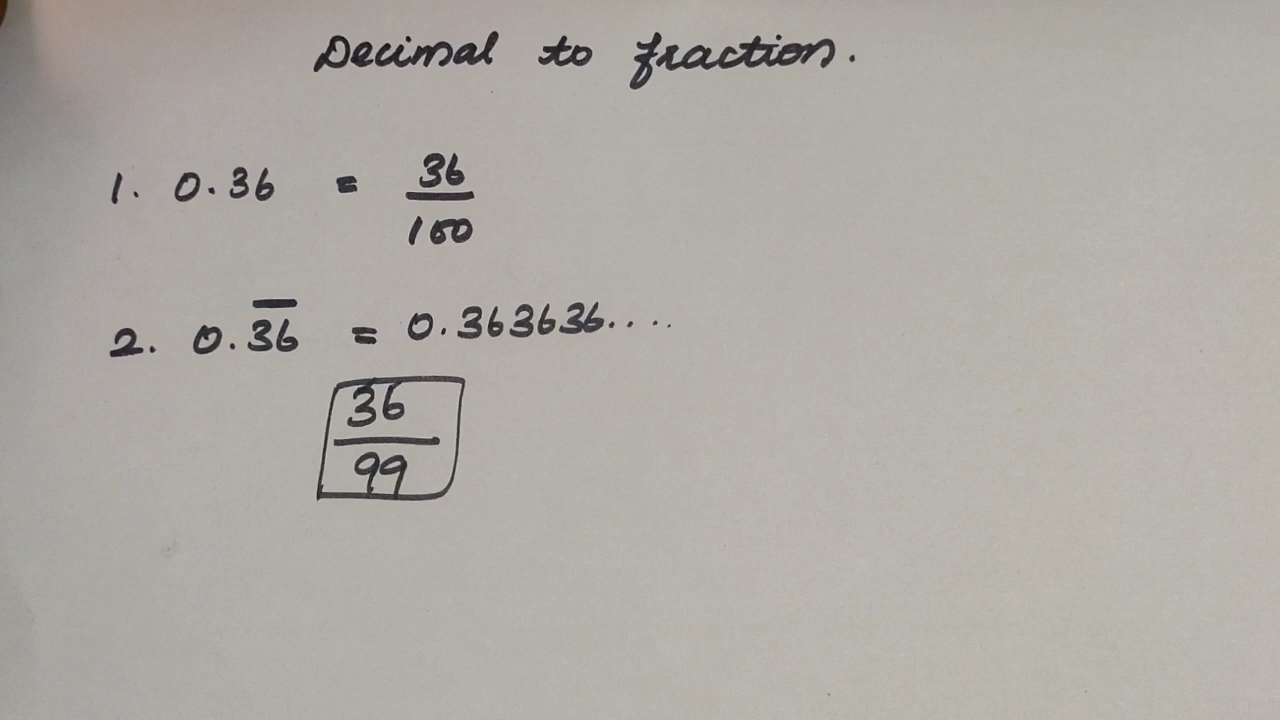 Decimal to fraction.
1. 0.36 = 36/100
2. 0.3̅6̅ = 0.363636....
36/99